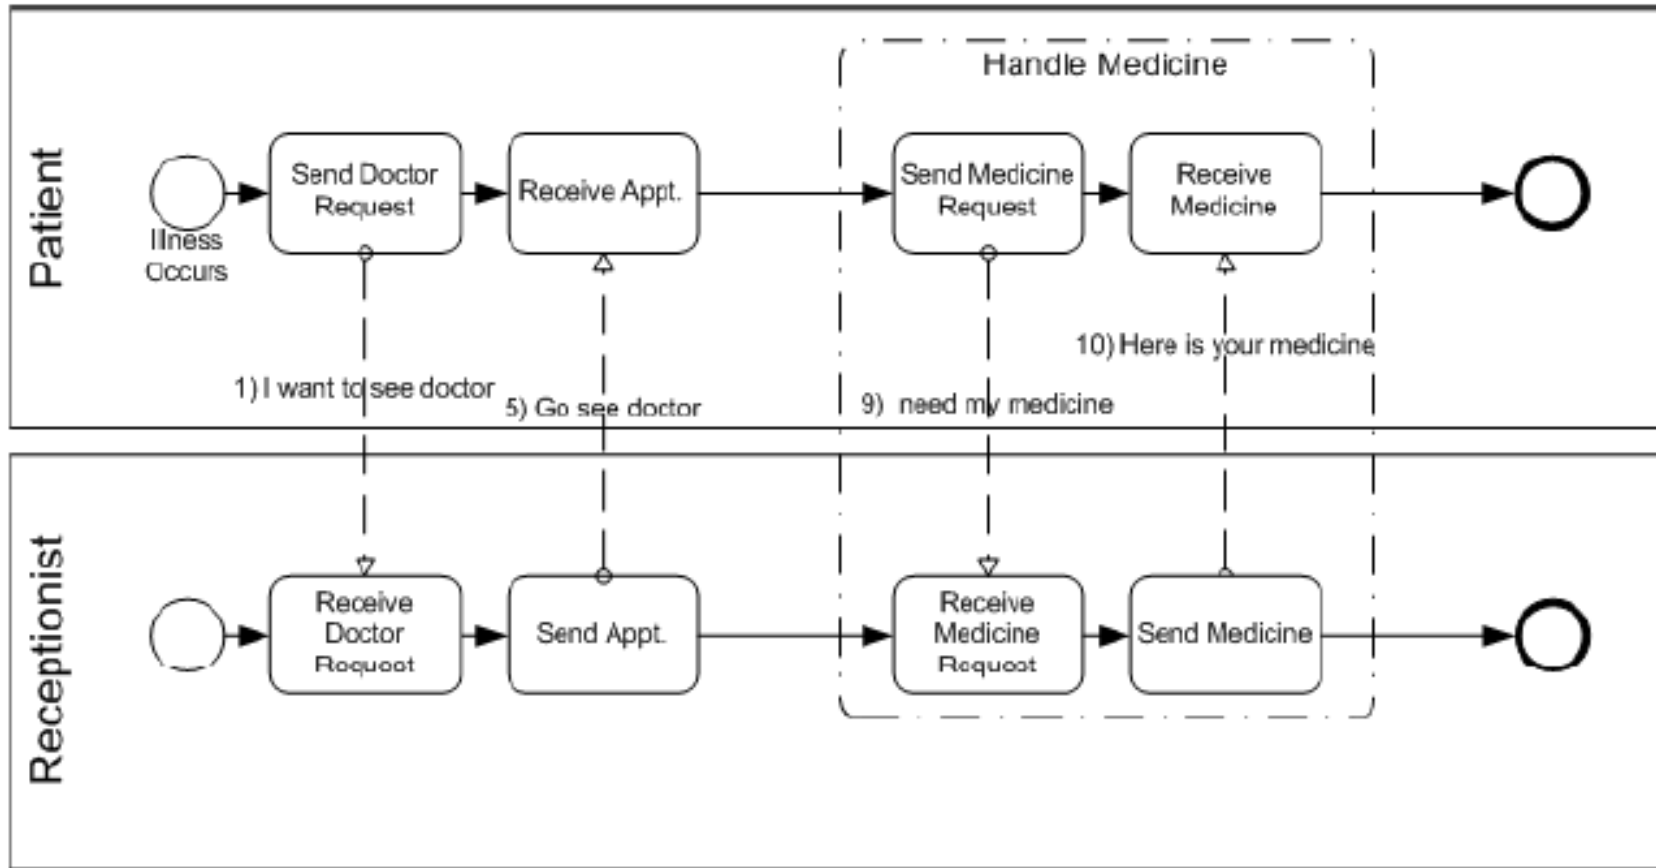 Handle Medicine
Patient
Send Doctor
Request
Receive Appt.
Send Medicine
Request
Receive
Medicine
Illness
Occurs
1) I want to see doctor
5) Go see doctor
9) need my medicine
10) Here is your medicine
Receptionist
Receive
Doctor
Request
Send Appt.
Receive
Medicine
Request
Send Medicine